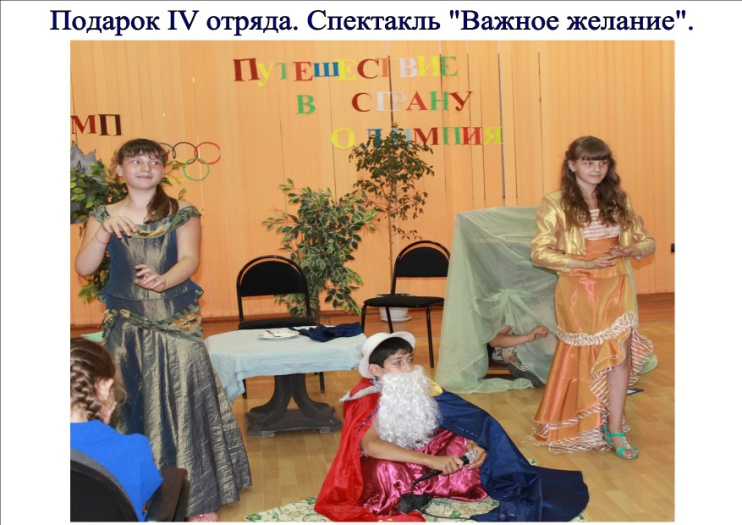 Подарок IV отряда. Спектакль "Важное желание".
ПУТЕШЕСТВИЕ
В СТРАНУ
ОЛИМПИЯ
МП